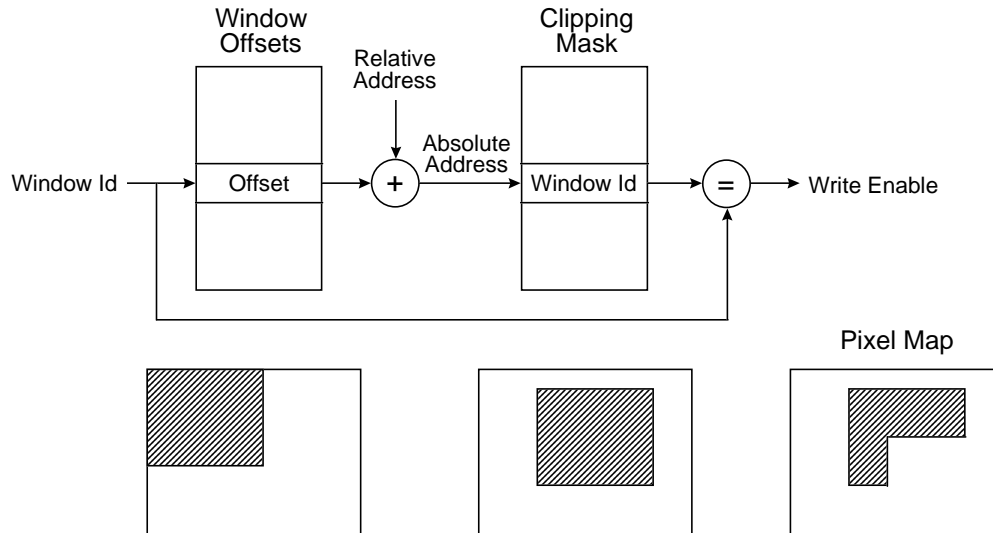 Window
Offsets
Clipping
Mask
Relative
Address
Absolute
Address
Window Id
Offset
+
Window Id
=
Write Enable
Pixel Map